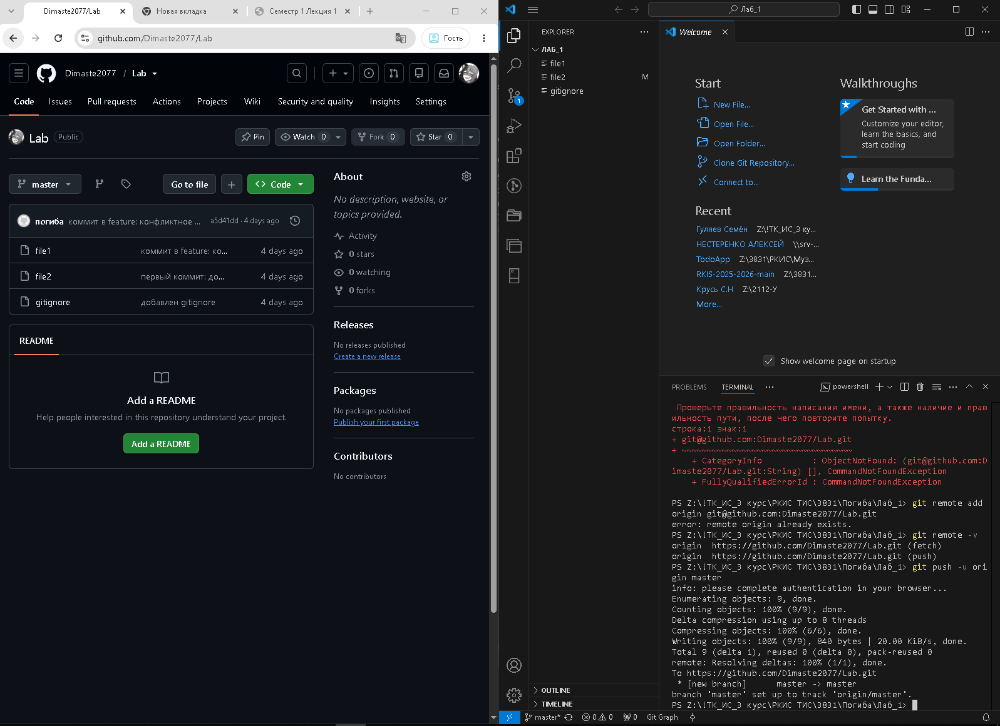 Dimaste2077/Lab
Новая вкладка
Семестр 1 Лекция 1
github.com/Dimaste2077/Lab
Гость
Dimaste2077 / Lab
Code Issues Pull requests Actions Projects Wiki Security and quality Insights Settings
Lab Public
Pin Watch 0 Fork 0 Star 0
master Go to file Code
погиба коммит в feature: конфликтное ... a5d41dd · 4 days ago
file1 коммит в feature: ко... 4 days ago
file2 первый коммит: до... 4 days ago
gitignore добавлен gitignore 4 days ago
README
Add a README
Help people interested in this repository understand your project.
Add a README
About
No description, website, or
topics provided.
Activity
0 stars
0 watching
0 forks
Releases
No releases published
Create a new release
Packages
No packages published
Publish your first package
Contributors
No contributors
Лаб_1
EXPLORER
ЛАБ_1
file1
file2 M
gitignore
1
OUTLINE
TIMELINE
Welcome
Start
New File...
Open File...
Open Folder...
Clone Git Repository...
Connect to...
Recent
Гуляев Семён Z:\!ТК_ИС_3 ку...
НЕСТЕРЕНКО АЛЕКСЕЙ \\srv-...
TodoApp Z:\3831\РКИС\Муз...
RKIS-2025-2026-main Z:\3831...
Крусь С.Н Z:\2112-У
More...
Walkthroughs
Get Started with ...
Customize your editor,
learn the basics, and
start coding
Learn the Funda...
Show welcome page on startup
PROBLEMS TERMINAL ... powershell
Проверьте правильность написания имени, а также наличие и прав
ильность пути, после чего повторите попытку.
строка:1 знак:1
+ git@github.com:Dimaste2077/Lab.git
+ ~~~~~~~~~~~~~~~~~~~~~~~~~~~~~~~~~~
+ CategoryInfo : ObjectNotFound: (git@github.com:D
imaste2077/Lab.git:String) [], CommandNotFoundException
+ FullyQualifiedErrorId : CommandNotFoundException
PS Z:\!ТК_ИС_3 курс\РКИС ТИС\3831\Погиба\Лаб_1> git remote add
origin git@github.com:Dimaste2077/Lab.git
error: remote origin already exists.
PS Z:\!ТК_ИС_3 курс\РКИС ТИС\3831\Погиба\Лаб_1> git remote -v
origin https://github.com/Dimaste2077/Lab.git (fetch)
origin https://github.com/Dimaste2077/Lab.git (push)
PS Z:\!ТК_ИС_3 курс\РКИС ТИС\3831\Погиба\Лаб_1> git push -u ori
gin master
info: please complete authentication in your browser...
Enumerating objects: 9, done.
Counting objects: 100% (9/9), done.
Delta compression using up to 8 threads
Compressing objects: 100% (6/6), done.
Writing objects: 100% (9/9), 840 bytes | 20.00 KiB/s, done.
Total 9 (delta 1), reused 0 (delta 0), pack-reused 0
remote: Resolving deltas: 100% (1/1), done.
To https://github.com/Dimaste2077/Lab.git
* [new branch] master -> master
branch 'master' set up to track 'origin/master'.
PS Z:\!ТК_ИС_3 курс\РКИС ТИС\3831\Погиба\Лаб_1>
master* 0 0 0 Git Graph